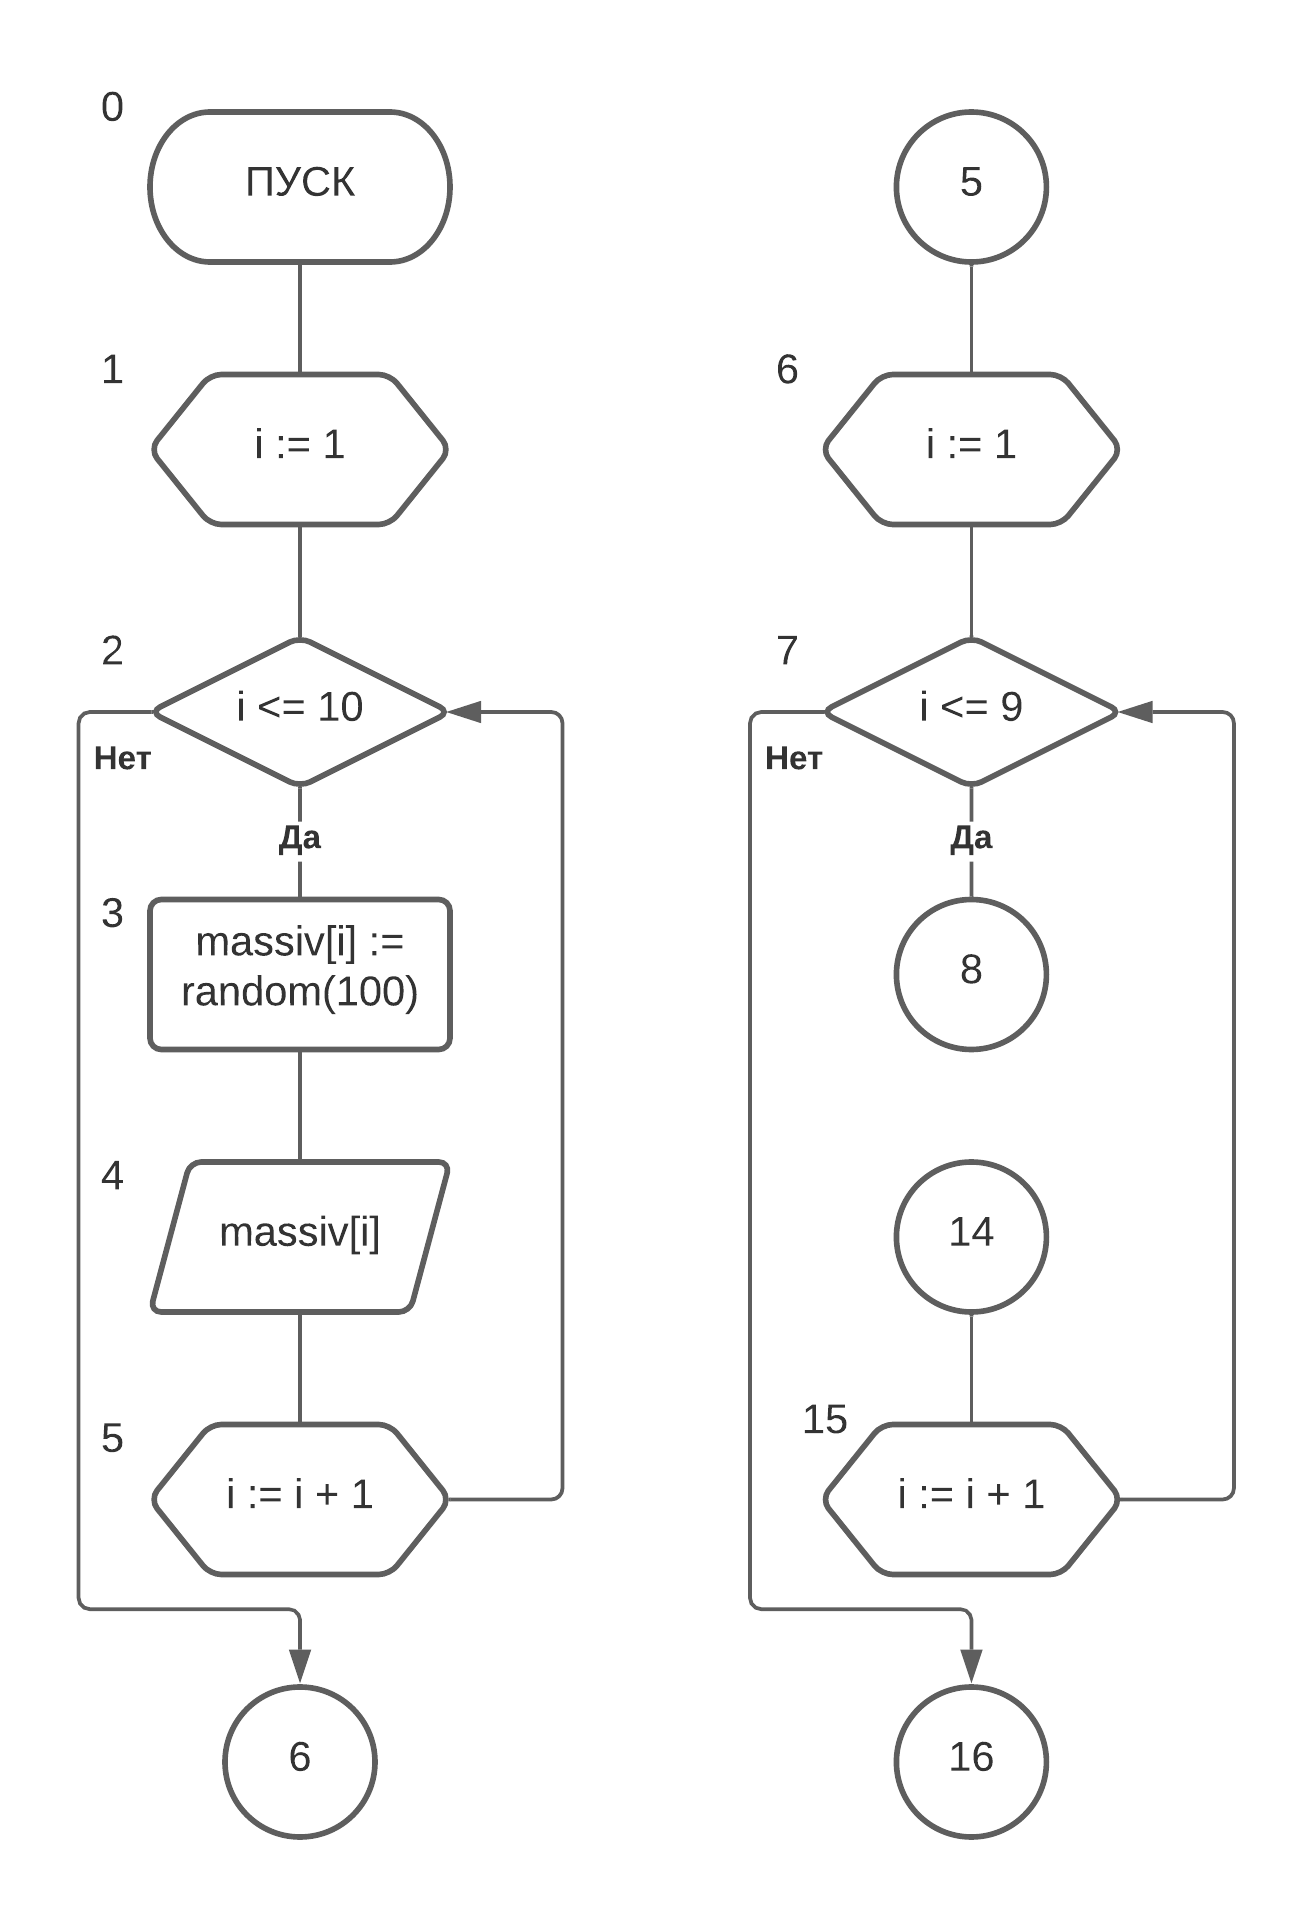 0
ПУСК
1
i := 1
2
i <= 10
Нет
Да
3
massiv[i] :=
random(100)
4
massiv[i]
5
i := i + 1
6
5
6
i := 1
7
i <= 9
Нет
Да
8
14
15
i := i + 1
16